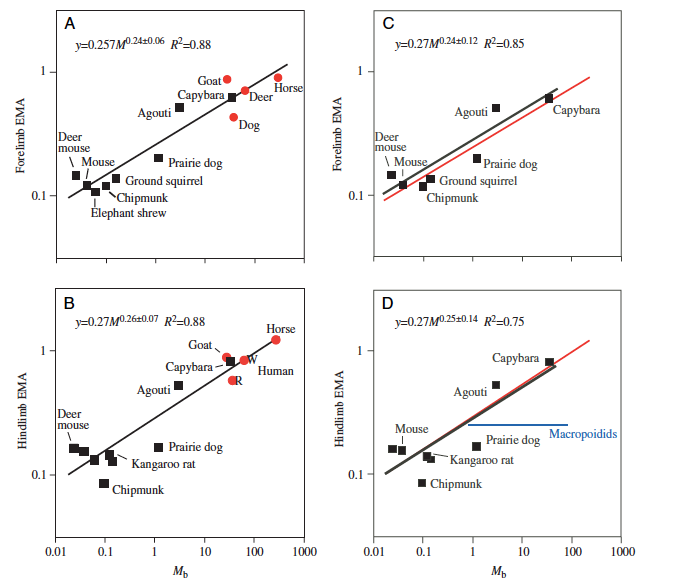 A
y=0.257M^0.24±0.06 R²=0.88
Forelimb EMA
1
0.1
Goat
Capybara
Deer
Horse
Agouti
Dog
Deer
mouse
Mouse
Prairie dog
Ground squirrel
Chipmunk
Elephant shrew
C
y=0.27M^0.24±0.12 R²=0.85
Forelimb EMA
1
0.1
Agouti
Capybara
Deer
mouse
Mouse
Prairie dog
Ground squirrel
Chipmunk
B
y=0.27M^0.26±0.07 R²=0.88
Hindlimb EMA
1
0.1
Horse
Goat
W
Capybara
Human
R
Agouti
Deer
mouse
Prairie dog
Kangaroo rat
Chipmunk
0.01 0.1 1 10 100 1000
M_b
D
y=0.27M^0.25±0.14 R²=0.75
Hindlimb EMA
1
0.1
Capybara
Agouti
Mouse
Macropoidids
Prairie dog
Kangaroo rat
Chipmunk
0.01 0.1 1 10 100 1000
M_b